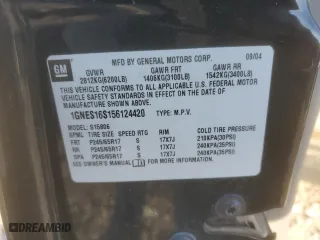 MFD BY GENERAL MOTORS CORP. 09/04
GM GVWR GAWR FRT GAWR RR
2812KG(6200LB) 1406KG(3100LB) 1542KG(3400LB)
THIS VEHICLE CONFORMS TO ALL APPLICABLE U.S. FEDERAL MOTOR
VEHICLE SAFETY STANDARDS IN EFFECT ON THE DATE OF
MANUFACTURE SHOWN ABOVE.
1GNES16S156124420 TYPE: M.P.V.
S15806
SPML TIRE SIZE SPEED RTG RIM COLD TIRE PRESSURE
FRT P245/65R17 S 17X7J 210KPA(30PSI)
RR P245/65R17 S 17X7J 240KPA(35PSI)
SPA P245/65R17 S 17X7J 240KPA(35PSI)
SEE OWNER'S MANUAL FOR ADDITIONAL INFORMATION